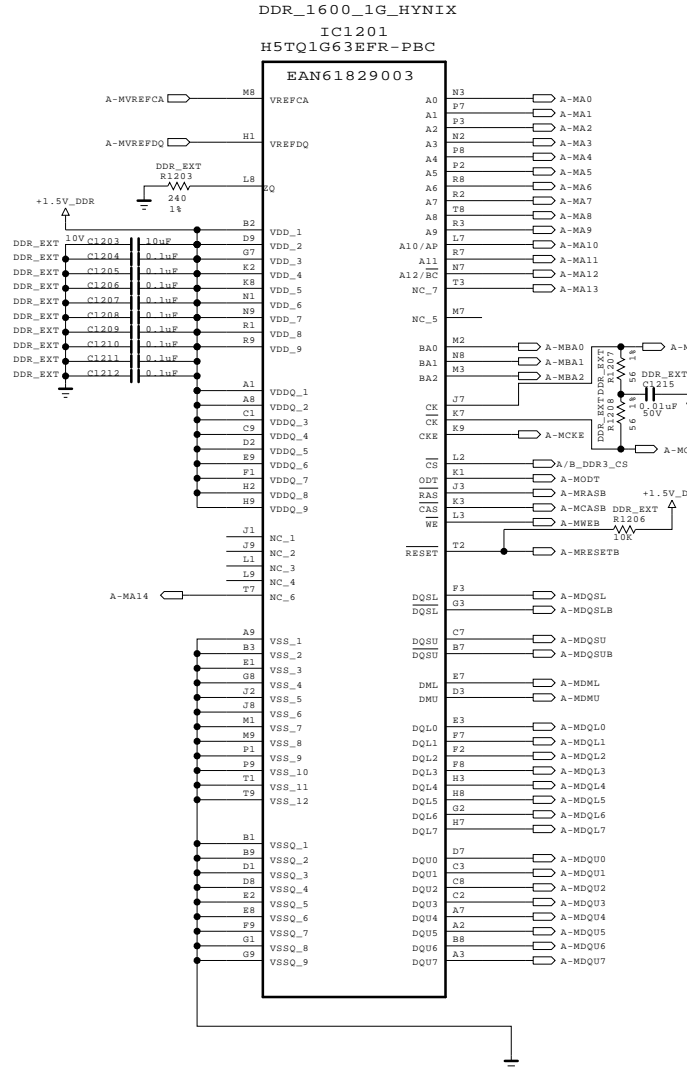 DDR_1600_1G_HYNIX
IC1201
H5TQ1G63EFR-PBC
EAN61829003
A-MVREFCA M8 VREFCA
A-MVREFDQ H1 VREFDQ
DDR_EXT
R1203
240
1%
L8 ZQ
+1.5V_DDR
10V
DDR_EXT C1203 10uF
DDR_EXT C1204 0.1uF
DDR_EXT C1205 0.1uF
DDR_EXT C1206 0.1uF
DDR_EXT C1207 0.1uF
DDR_EXT C1208 0.1uF
DDR_EXT C1209 0.1uF
DDR_EXT C1210 0.1uF
DDR_EXT C1211 0.1uF
DDR_EXT C1212 0.1uF
B2 VDD_1
D9 VDD_2
G7 VDD_3
K2 VDD_4
K8 VDD_5
N1 VDD_6
N9 VDD_7
R1 VDD_8
R9 VDD_9
A1 VDDQ_1
A8 VDDQ_2
C1 VDDQ_3
C9 VDDQ_4
D2 VDDQ_5
E9 VDDQ_6
F1 VDDQ_7
H2 VDDQ_8
H9 VDDQ_9
J1 NC_1
J9 NC_2
L1 NC_3
L9 NC_4
A-MA14 T7 NC_6
A9 VSS_1
B3 VSS_2
E1 VSS_3
G8 VSS_4
J2 VSS_5
J8 VSS_6
M1 VSS_7
M9 VSS_8
P1 VSS_9
P9 VSS_10
T1 VSS_11
T9 VSS_12
B1 VSSQ_1
B9 VSSQ_2
D1 VSSQ_3
D8 VSSQ_4
E2 VSSQ_5
E8 VSSQ_6
F9 VSSQ_7
G1 VSSQ_8
G9 VSSQ_9
A0 N3 A-MA0
A1 P7 A-MA1
A2 P3 A-MA2
A3 N2 A-MA3
A4 P8 A-MA4
A5 P2 A-MA5
A6 R8 A-MA6
A7 R2 A-MA7
A8 T8 A-MA8
A9 R3 A-MA9
A10/AP L7 A-MA10
A11 R7 A-MA11
A12/BC N7 A-MA12
NC_7 T3 A-MA13
NC_5 M7
BA0 M2 A-MBA0
BA1 N8 A-MBA1
BA2 M3 A-MBA2
CK J7
CK K7
CKE K9 A-MCKE
DDR_EXT
R1207
56 1%
DDR_EXT
R1208
56 1%
DDR_EXT
C1215
0.01uF
50V
CS L2 A/B_DDR3_CS
ODT K1 A-MODT
RAS J3 A-MRASB
CAS K3 A-MCASB
WE L3 A-MWEB
DDR_EXT
R1206
10K
RESET T2 A-MRESETB
DQSL F3 A-MDQSL
DQSL G3 A-MDQSLB
DQSU C7 A-MDQSU
DQSU B7 A-MDQSUB
DML E7 A-MDML
DMU D3 A-MDMU
DQL0 E3 A-MDQL0
DQL1 F7 A-MDQL1
DQL2 F2 A-MDQL2
DQL3 F8 A-MDQL3
DQL4 H3 A-MDQL4
DQL5 H8 A-MDQL5
DQL6 G2 A-MDQL6
DQL7 H7 A-MDQL7
DQU0 D7 A-MDQU0
DQU1 C3 A-MDQU1
DQU2 C8 A-MDQU2
DQU3 C2 A-MDQU3
DQU4 A7 A-MDQU4
DQU5 A2 A-MDQU5
DQU6 B8 A-MDQU6
DQU7 A3 A-MDQU7